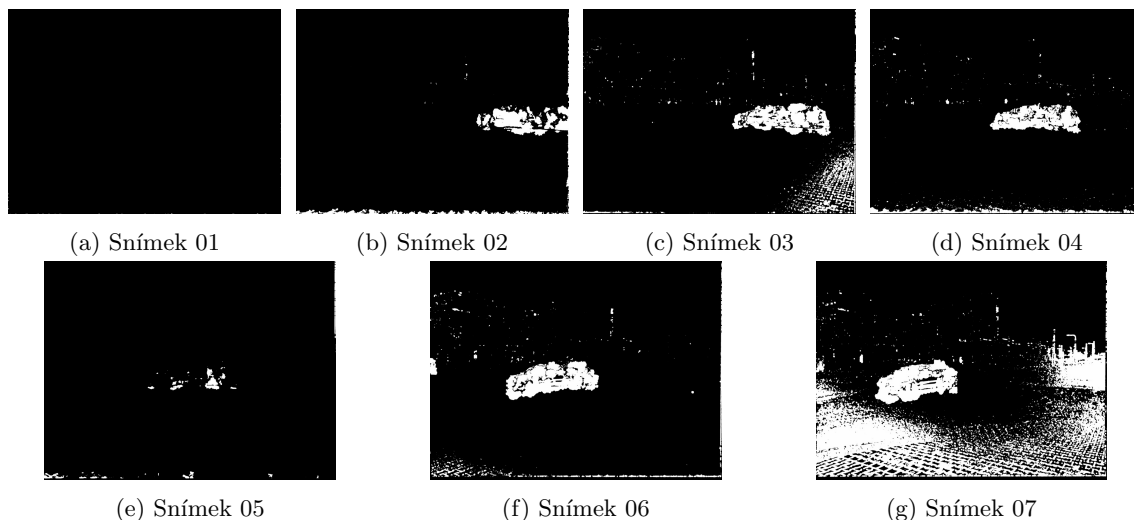 (a) Snímek 01
(b) Snímek 02
(c) Snímek 03
(d) Snímek 04
(e) Snímek 05
(f) Snímek 06
(g) Snímek 07